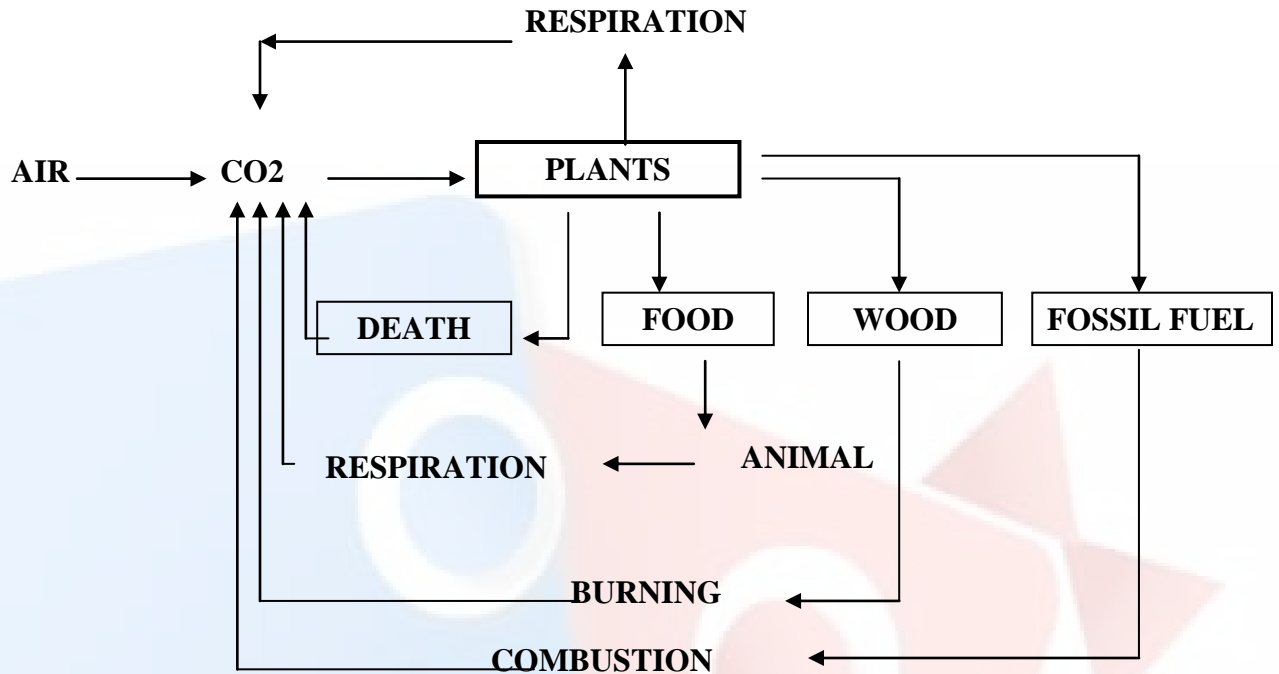 RESPIRATION
AIR CO2 PLANTS
DEATH FOOD WOOD FOSSIL FUEL
RESPIRATION ANIMAL
BURNING
COMBUSTION